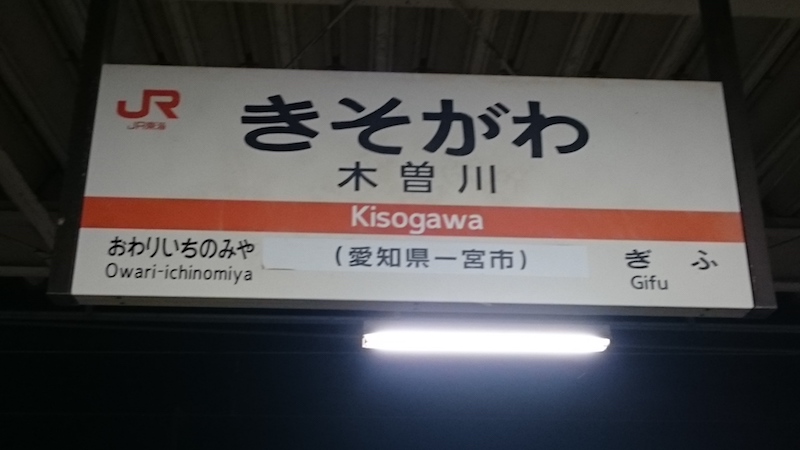 JR
JR東海
きそがわ
木曽川
Kisogawa
おわりいちのみや
Owari-ichinomiya
(愛知県一宮市)
ぎふ
Gifu